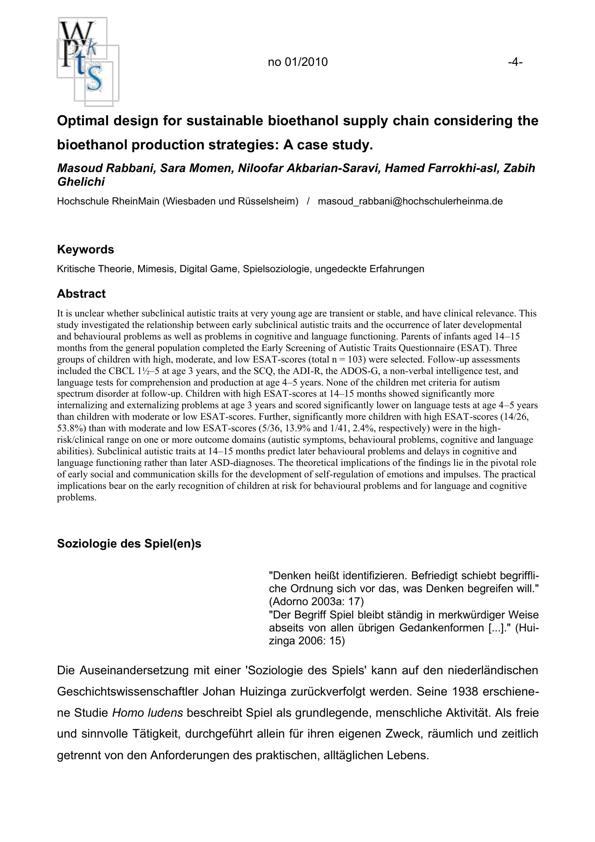 W
P k
t S
no 01/2010 -4-
Optimal design for sustainable bioethanol supply chain considering the
bioethanol production strategies: A case study.
Masoud Rabbani, Sara Momen, Niloofar Akbarian-Saravi, Hamed Farrokhi-asl, Zabih
Ghelichi
Hochschule RheinMain (Wiesbaden und Rüsselsheim) / masoud_rabbani@hochschulerheinma.de
Keywords
Kritische Theorie, Mimesis, Digital Game, Spielsoziologie, ungedeckte Erfahrungen
Abstract
It is unclear whether subclinical autistic traits at very young age are transient or stable, and have clinical relevance. This
study investigated the relationship between early subclinical autistic traits and the occurrence of later developmental
and behavioural problems as well as problems in cognitive and language functioning. Parents of infants aged 14–15
months from the general population completed the Early Screening of Autistic Traits Questionnaire (ESAT). Three
groups of children with high, moderate, and low ESAT-scores (total n = 103) were selected. Follow-up assessments
included the CBCL 1½–5 at age 3 years, and the SCQ, the ADI-R, the ADOS-G, a non-verbal intelligence test, and
language tests for comprehension and production at age 4–5 years. None of the children met criteria for autism
spectrum disorder at follow-up. Children with high ESAT-scores at 14–15 months showed significantly more
internalizing and externalizing problems at age 3 years and scored significantly lower on language tests at age 4–5 years
than children with moderate or low ESAT-scores. Further, significantly more children with high ESAT-scores (14/26,
53.8%) than with moderate and low ESAT-scores (5/36, 13.9% and 1/41, 2.4%, respectively) were in the high-
risk/clinical range on one or more outcome domains (autistic symptoms, behavioural problems, cognitive and language
abilities). Subclinical autistic traits at 14–15 months predict later behavioural problems and delays in cognitive and
language functioning rather than later ASD-diagnoses. The theoretical implications of the findings lie in the pivotal role
of early social and communication skills for the development of self-regulation of emotions and impulses. The practical
implications bear on the early recognition of children at risk for behavioural problems and for language and cognitive
problems.
Soziologie des Spiel(en)s
"Denken heißt identifizieren. Befriedigt schiebt begriffli-
che Ordnung sich vor das, was Denken begreifen will."
(Adorno 2003a: 17)
"Der Begriff Spiel bleibt ständig in merkwürdiger Weise
abseits von allen übrigen Gedankenformen [...]." (Hui-
zinga 2006: 15)
Die Auseinandersetzung mit einer 'Soziologie des Spiels' kann auf den niederländischen
Geschichtswissenschaftler Johan Huizinga zurückverfolgt werden. Seine 1938 erschiene-
ne Studie Homo ludens beschreibt Spiel als grundlegende, menschliche Aktivität. Als freie
und sinnvolle Tätigkeit, durchgeführt allein für ihren eigenen Zweck, räumlich und zeitlich
getrennt von den Anforderungen des praktischen, alltäglichen Lebens.